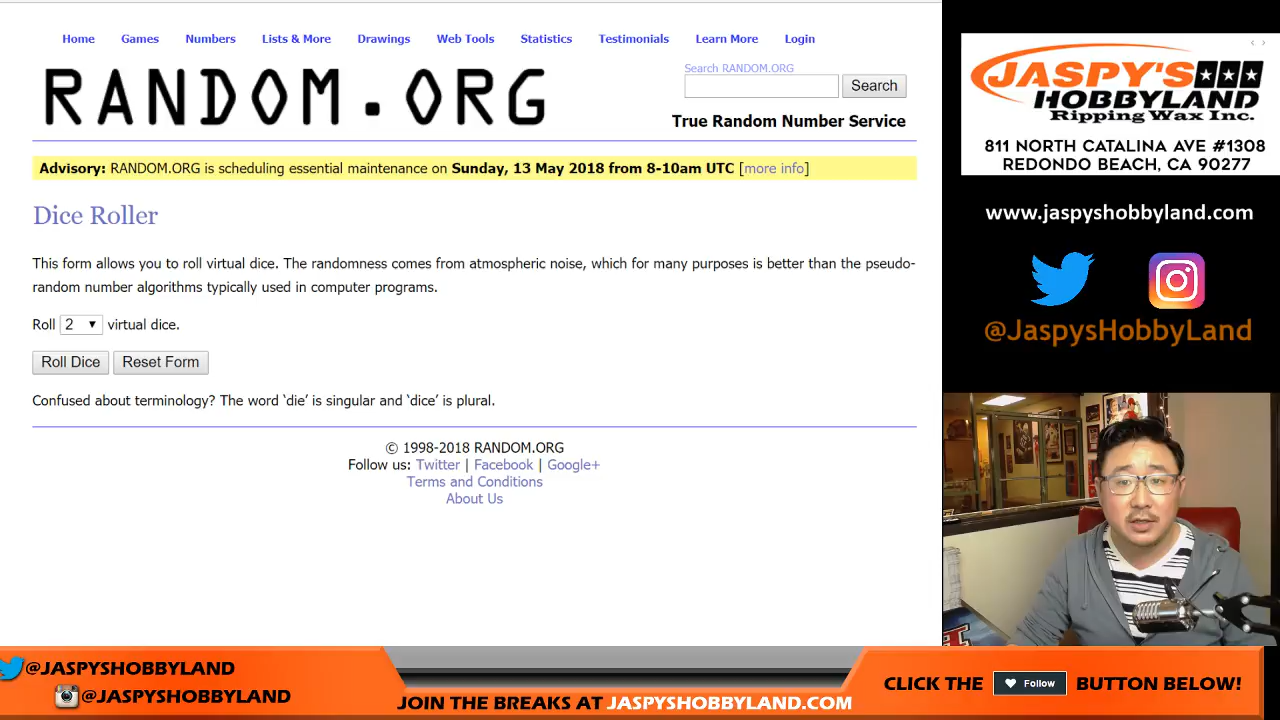 Home Games Numbers Lists & More Drawings Web Tools Statistics Testimonials Learn More Login
RANDOM.ORG
Search RANDOM.ORG
Search
True Random Number Service
Advisory: RANDOM.ORG is scheduling essential maintenance on Sunday, 13 May 2018 from 8-10am UTC [more info]
Dice Roller
This form allows you to roll virtual dice. The randomness comes from atmospheric noise, which for many purposes is better than the pseudo-
random number algorithms typically used in computer programs.
Roll 2 virtual dice.
Roll Dice Reset Form
Confused about terminology? The word ‘die’ is singular and ‘dice’ is plural.
© 1998-2018 RANDOM.ORG
Follow us: Twitter | Facebook | Google+
Terms and Conditions
About Us
JASPY'S
HOBBYLAND
Ripping Wax Inc.
811 NORTH CATALINA AVE #1308
REDONDO BEACH, CA 90277
www.jaspyshobbyland.com
@JaspysHobbyLand
@JASPYSHOBBYLAND
@JASPYSHOBBYLAND
JOIN THE BREAKS AT JASPYSHOBBYLAND.COM
CLICK THE Follow BUTTON BELOW!